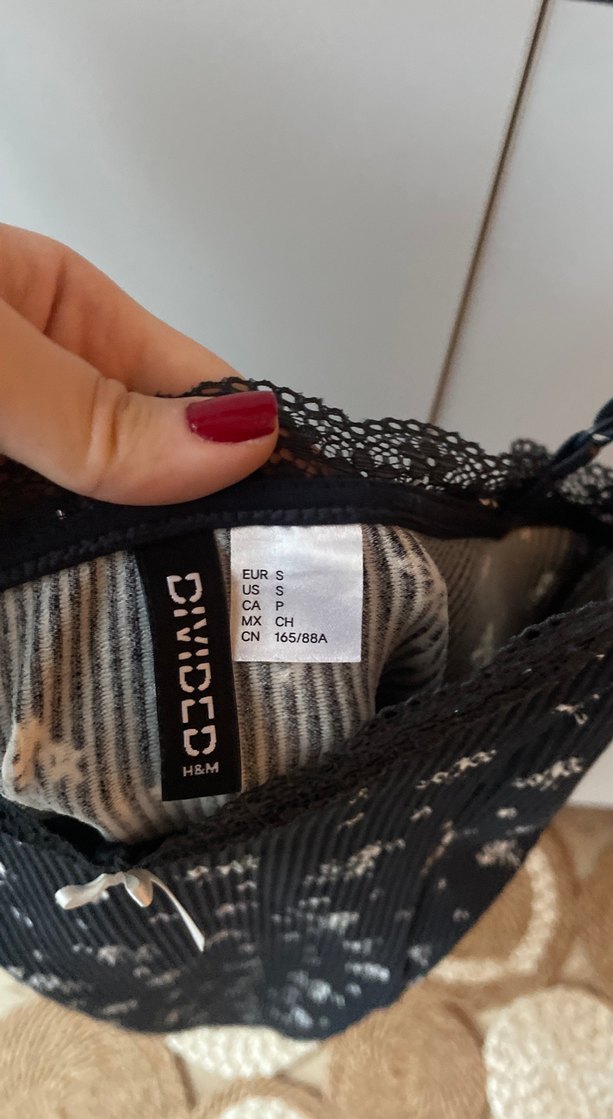 DIVIDED
H&M
EUR S
US S
CA P
MX CH
CN 165/88A